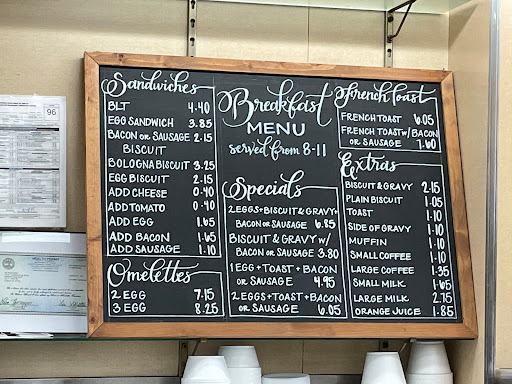 Sandwiches
BLT 4.40
EGG SANDWICH 3.85
BACON OR SAUSAGE 2.15
BISCUIT
BOLOGNA BISCUIT 3.25
EGG BISCUIT 2.15
ADD CHEESE 0.40
ADD TOMATO 0.40
ADD EGG 1.65
ADD BACON 1.65
ADD SAUSAGE 1.10
Omelettes
2 EGG 7.15
3 EGG 8.25
Breakfast
MENU
served from 8-11
Specials
2 EGGS + BISCUIT & GRAVY W/
BACON OR SAUSAGE 6.85
BISCUIT & GRAVY W/
BACON OR SAUSAGE 3.80
1 EGG + TOAST + BACON
OR SAUSAGE 4.95
2 EGGS + TOAST + BACON
OR SAUSAGE 6.05
French Toast
FRENCH TOAST 6.05
FRENCH TOAST W/ BACON
OR SAUSAGE 7.60
Extras
BISCUIT & GRAVY 2.15
PLAIN BISCUIT 1.05
TOAST 1.10
SIDE OF GRAVY 1.10
MUFFIN 1.10
SMALL COFFEE 1.10
LARGE COFFEE 1.35
SMALL MILK 1.65
LARGE MILK 2.75
ORANGE JUICE 1.85
96